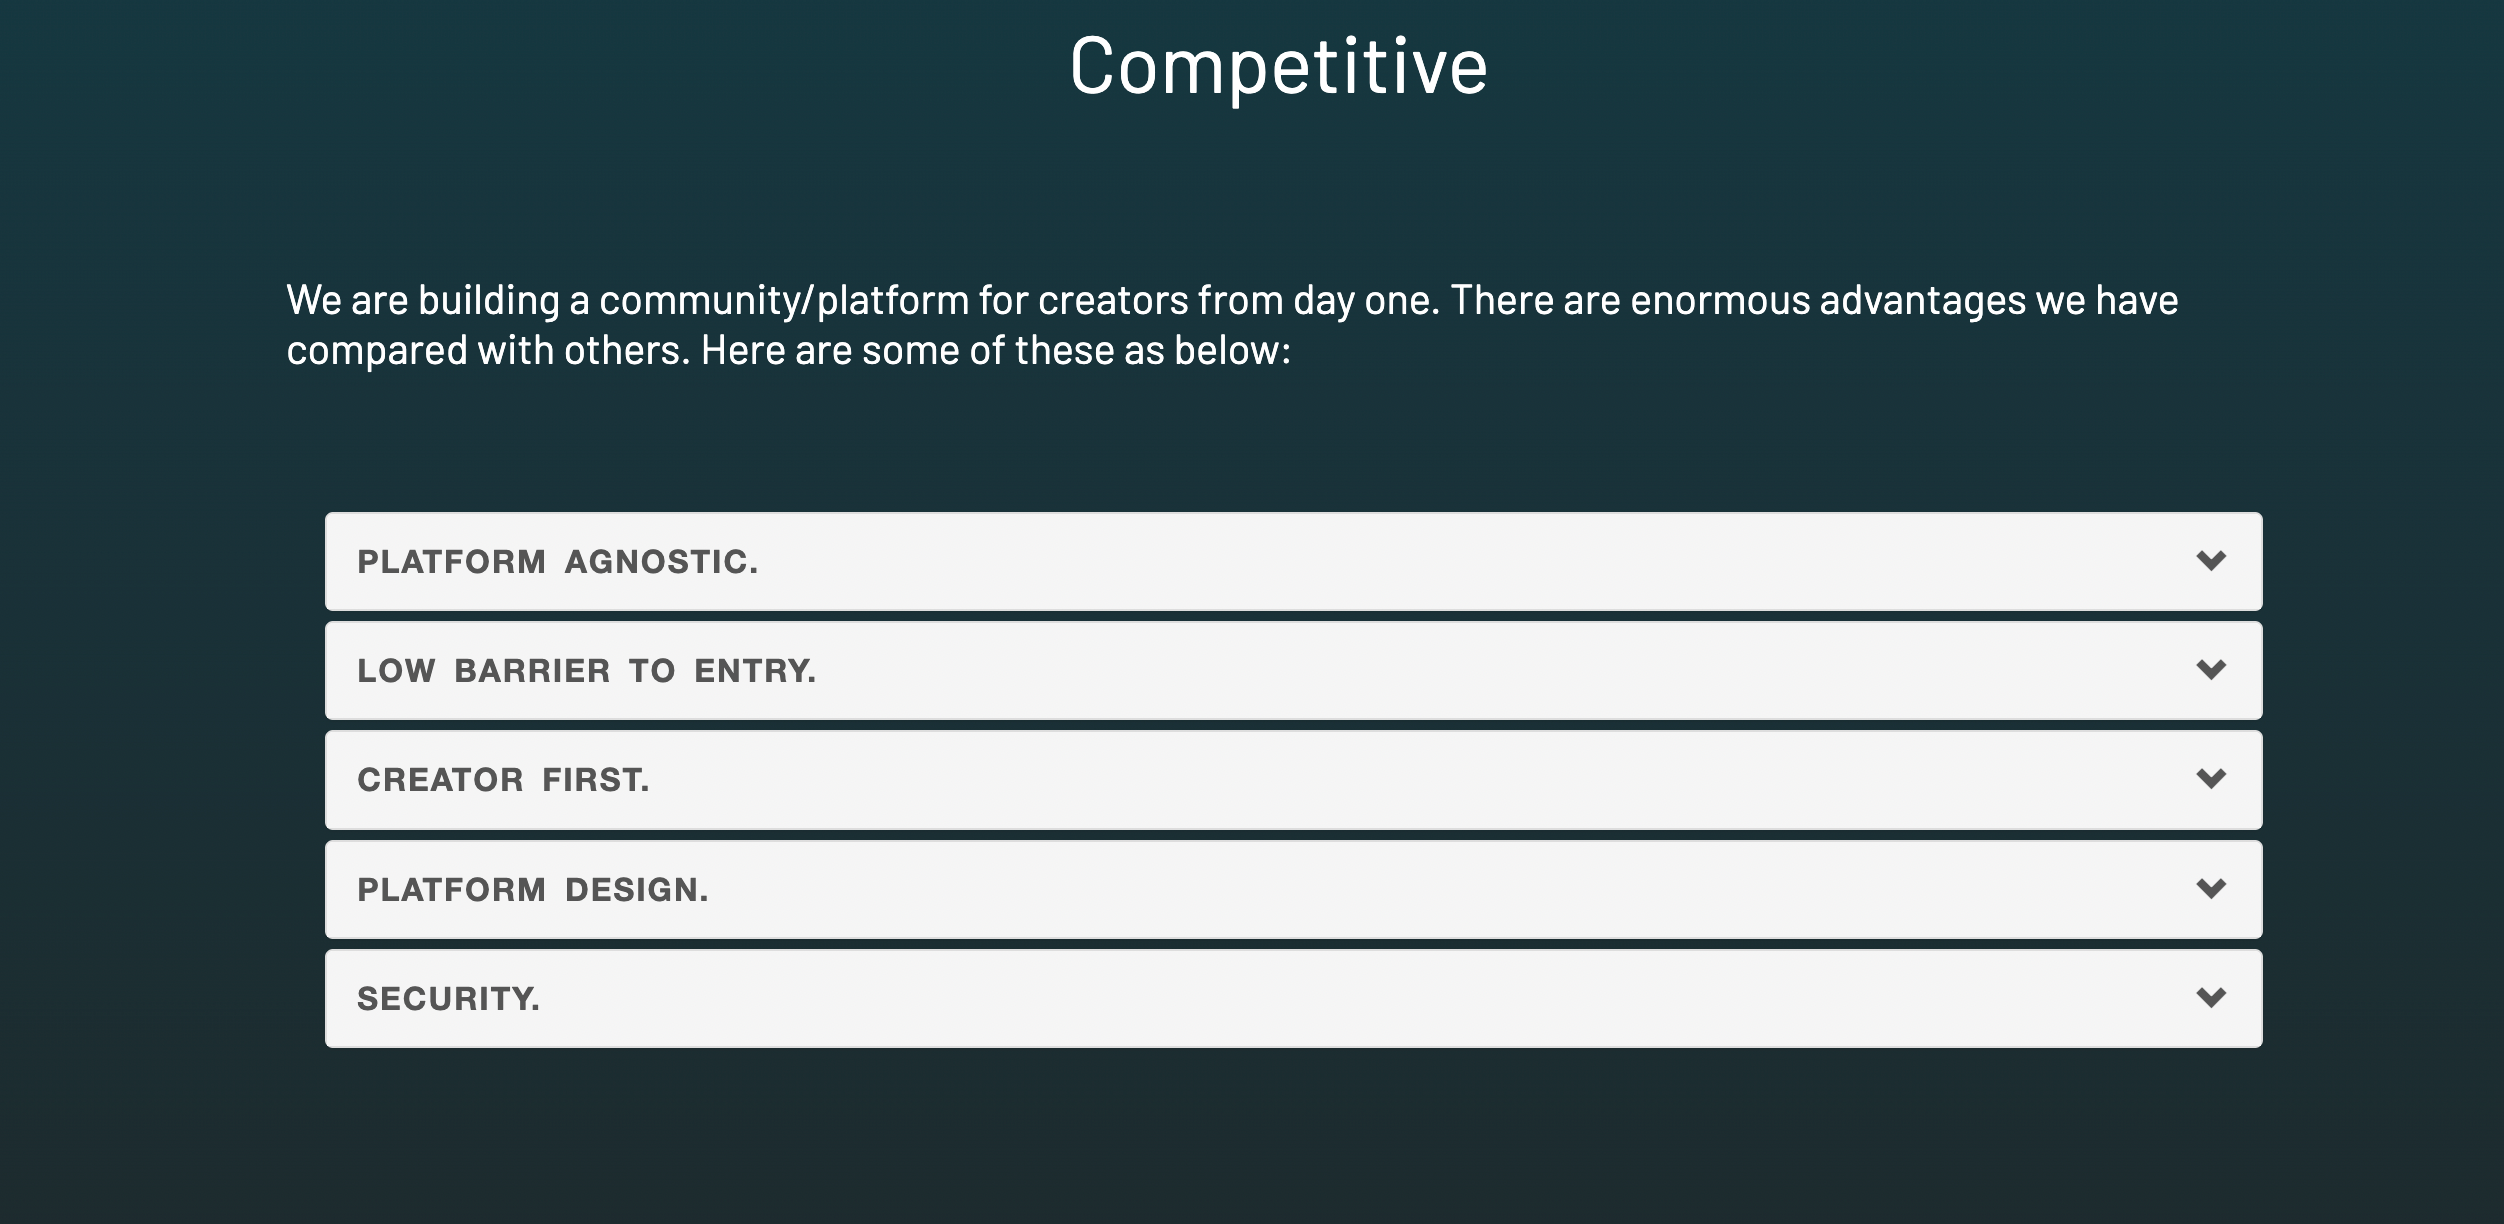 Competitive
We are building a community/platform for creators from day one. There are enormous advantages we have
compared with others. Here are some of these as below:
PLATFORM AGNOSTIC.
LOW BARRIER TO ENTRY.
CREATOR FIRST.
PLATFORM DESIGN.
SECURITY.